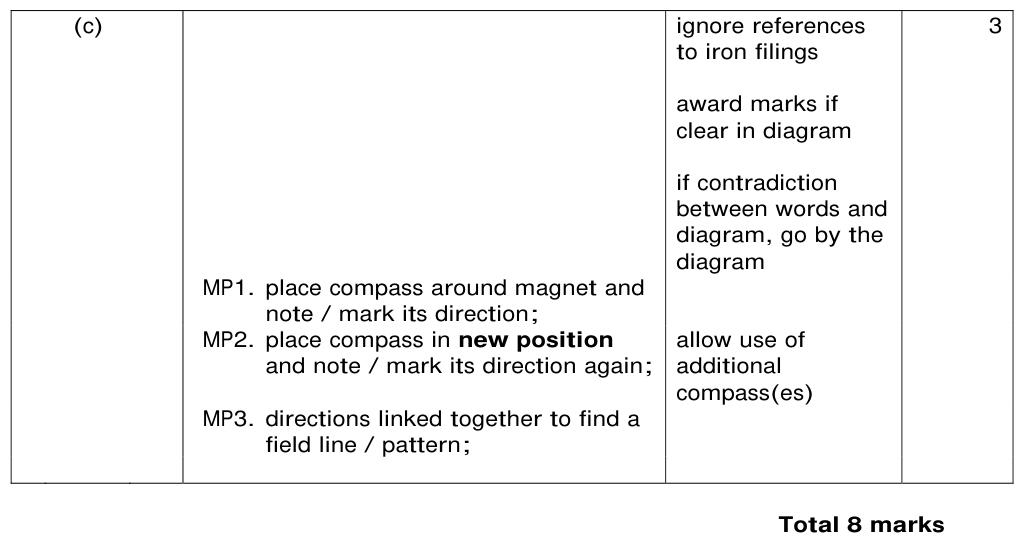 (c)
ignore references
to iron filings
3
award marks if
clear in diagram
if contradiction
between words and
diagram, go by the
diagram
MP1. place compass around magnet and
note / mark its direction;
MP2. place compass in new position
and note / mark its direction again;
allow use of
additional
compass(es)
MP3. directions linked together to find a
field line / pattern;
Total 8 marks